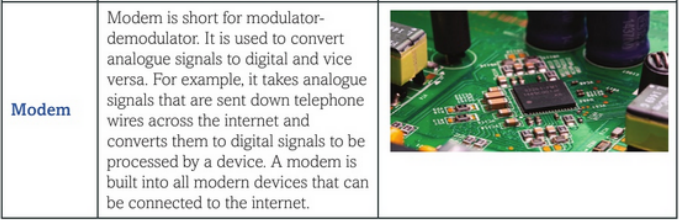 Modem is short for modulator-
demodulator. It is used to convert
analogue signals to digital and vice
versa. For example, it takes analogue
signals that are sent down telephone
Modem
wires across the internet and
converts them to digital signals to be
processed by a device. A modem is
built into all modern devices that can
be connected to the internet.